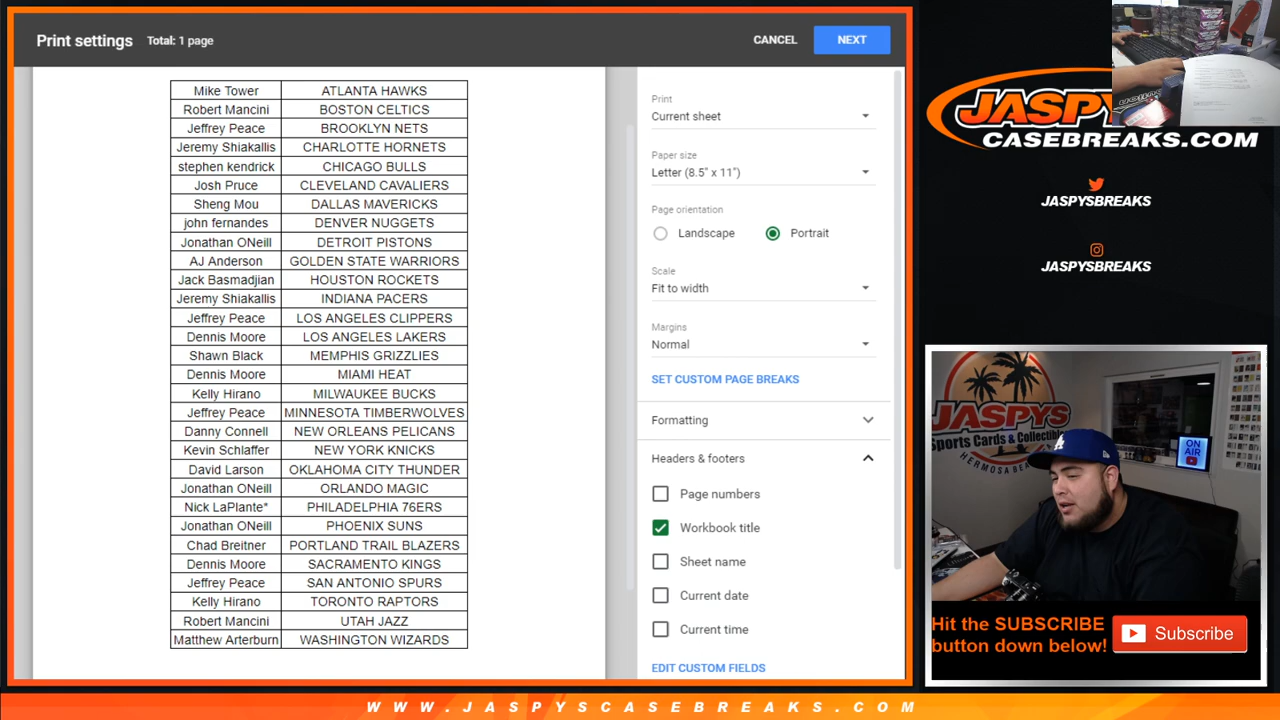 Print settings Total: 1 page CANCEL NEXT
Mike Tower ATLANTA HAWKS
Robert Mancini BOSTON CELTICS
Jeffrey Peace BROOKLYN NETS
Jeremy Shiakallis CHARLOTTE HORNETS
stephen kendrick CHICAGO BULLS
Josh Pruce CLEVELAND CAVALIERS
Sheng Mou DALLAS MAVERICKS
john fernandes DENVER NUGGETS
Jonathan ONeill DETROIT PISTONS
AJ Anderson GOLDEN STATE WARRIORS
Jack Basmadjian HOUSTON ROCKETS
Jeremy Shiakallis INDIANA PACERS
Jeffrey Peace LOS ANGELES CLIPPERS
Dennis Moore LOS ANGELES LAKERS
Shawn Black MEMPHIS GRIZZLIES
Dennis Moore MIAMI HEAT
Kelly Hirano MILWAUKEE BUCKS
Jeffrey Peace MINNESOTA TIMBERWOLVES
Danny Connell NEW ORLEANS PELICANS
Kevin Schlaffer NEW YORK KNICKS
David Larson OKLAHOMA CITY THUNDER
Jonathan ONeill ORLANDO MAGIC
Nick LaPlante* PHILADELPHIA 76ERS
Jonathan ONeill PHOENIX SUNS
Chad Breitner PORTLAND TRAIL BLAZERS
Dennis Moore SACRAMENTO KINGS
Jeffrey Peace SAN ANTONIO SPURS
Kelly Hirano TORONTO RAPTORS
Robert Mancini UTAH JAZZ
Matthew Arterburn WASHINGTON WIZARDS
Print
Current sheet
Paper size
Letter (8.5" x 11")
Page orientation
Landscape Portrait
Scale
Fit to width
Margins
Normal
SET CUSTOM PAGE BREAKS
Formatting
Headers & footers
Page numbers
Workbook title
Sheet name
Current date
Current time
EDIT CUSTOM FIELDS
CASEBREAKS.COM
JASPYSBREAKS
JASPYSBREAKS
JASPYS
Sports Cards & Collectibles
ON
AIR
Hit the SUBSCRIBE
button down below!
Subscribe
WWW.JASPYSCASEBREAKS.COM